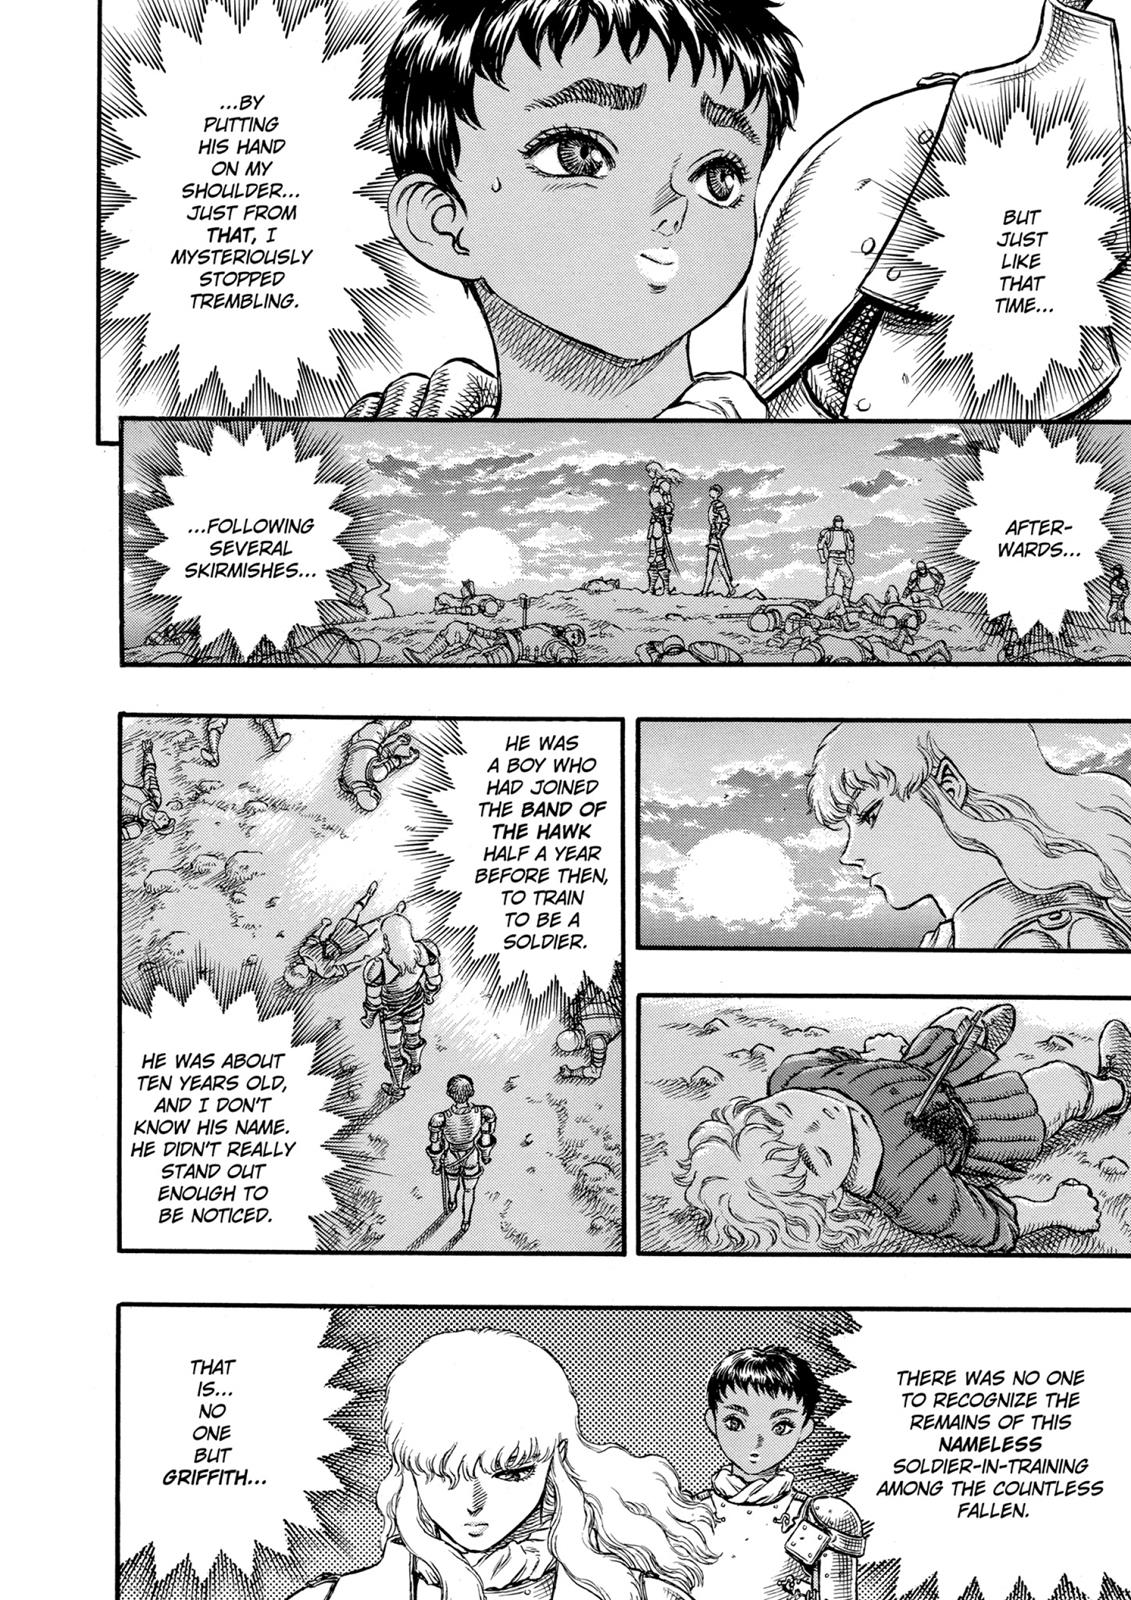 BUT
JUST
LIKE
THAT
TIME...
...BY
PUTTING
HIS HAND
ON MY
SHOULDER...
JUST FROM
THAT, I
MYSTERIOUSLY
STOPPED
TREMBLING.
AFTER-
WARDS...
...FOLLOWING
SEVERAL
SKIRMISHES...
HE WAS
A BOY WHO
HAD JOINED
THE BAND OF
THE HAWK
HALF A YEAR
BEFORE THEN,
TO TRAIN
TO BE A
SOLDIER.
HE WAS ABOUT
TEN YEARS OLD,
AND I DON'T
KNOW HIS NAME.
HE DIDN'T REALLY
STAND OUT
ENOUGH TO
BE NOTICED.
THERE WAS NO ONE
TO RECOGNIZE THE
REMAINS OF THIS
NAMELESS
SOLDIER-IN-TRAINING
AMONG THE COUNTLESS
FALLEN.
THAT
IS...
NO
ONE
BUT
GRIFFITH...